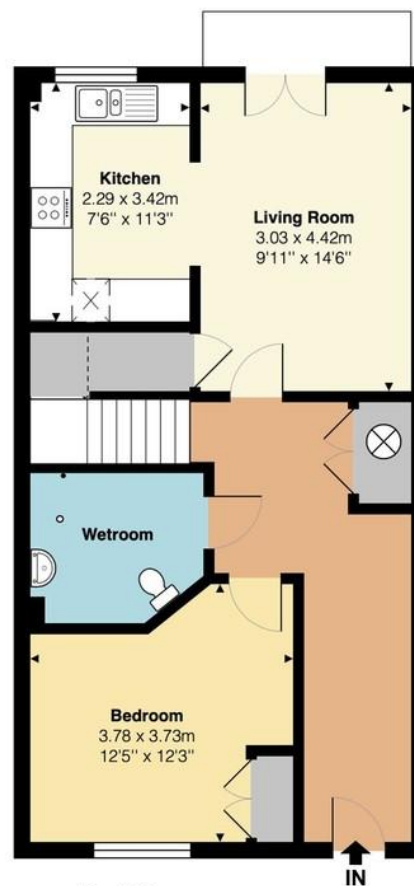 Kitchen
2.29 x 3.42m
7'6'' x 11'3''
Living Room
3.03 x 4.42m
9'11'' x 14'6''
Wetroom
Bedroom
3.78 x 3.73m
12'5'' x 12'3''
IN